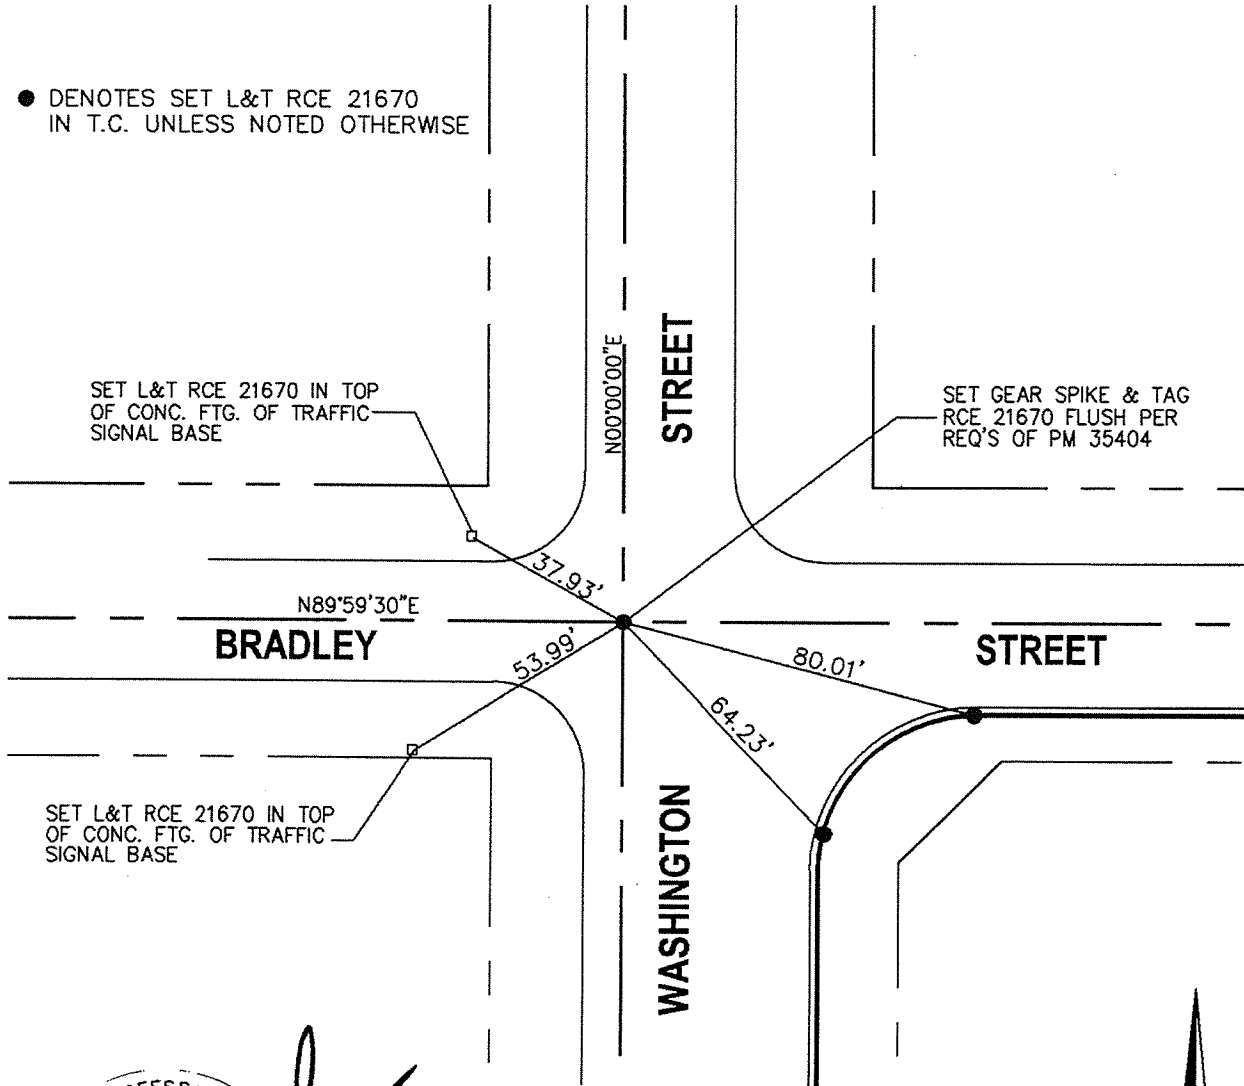 ● DENOTES SET L&T RCE 21670
IN T.C. UNLESS NOTED OTHERWISE
STREET
N00°00'00"E
SET L&T RCE 21670 IN TOP
OF CONC. FTG. OF TRAFFIC
SIGNAL BASE
SET GEAR SPIKE & TAG
RCE 21670 FLUSH PER
REQ'S OF PM 35404
37.93'
N89°59'30"E
BRADLEY
STREET
53.99'
80.01'
64.23'
SET L&T RCE 21670 IN TOP
OF CONC. FTG. OF TRAFFIC
SIGNAL BASE
WASHINGTON